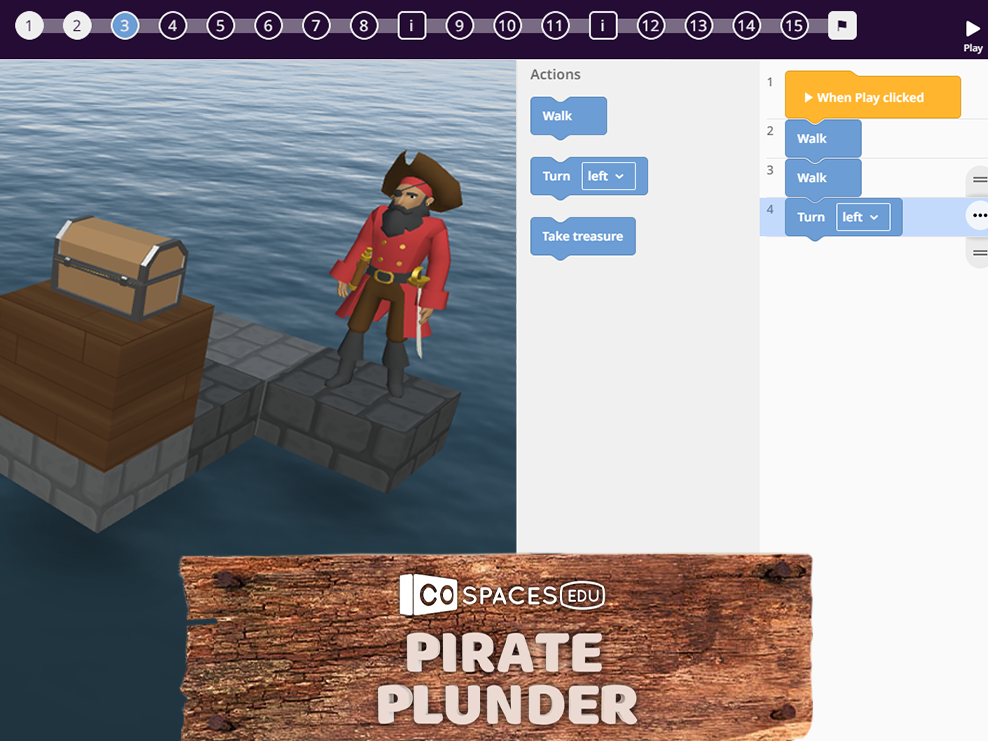 1 2 3 4 5 6 7 8 i 9 10 11 i 12 13 14 15
Play
Actions
Walk
Turn left
Take treasure
1 When Play clicked
2 Walk
3 Walk
4 Turn left
CO SPACES EDU
PIRATE
PLUNDER